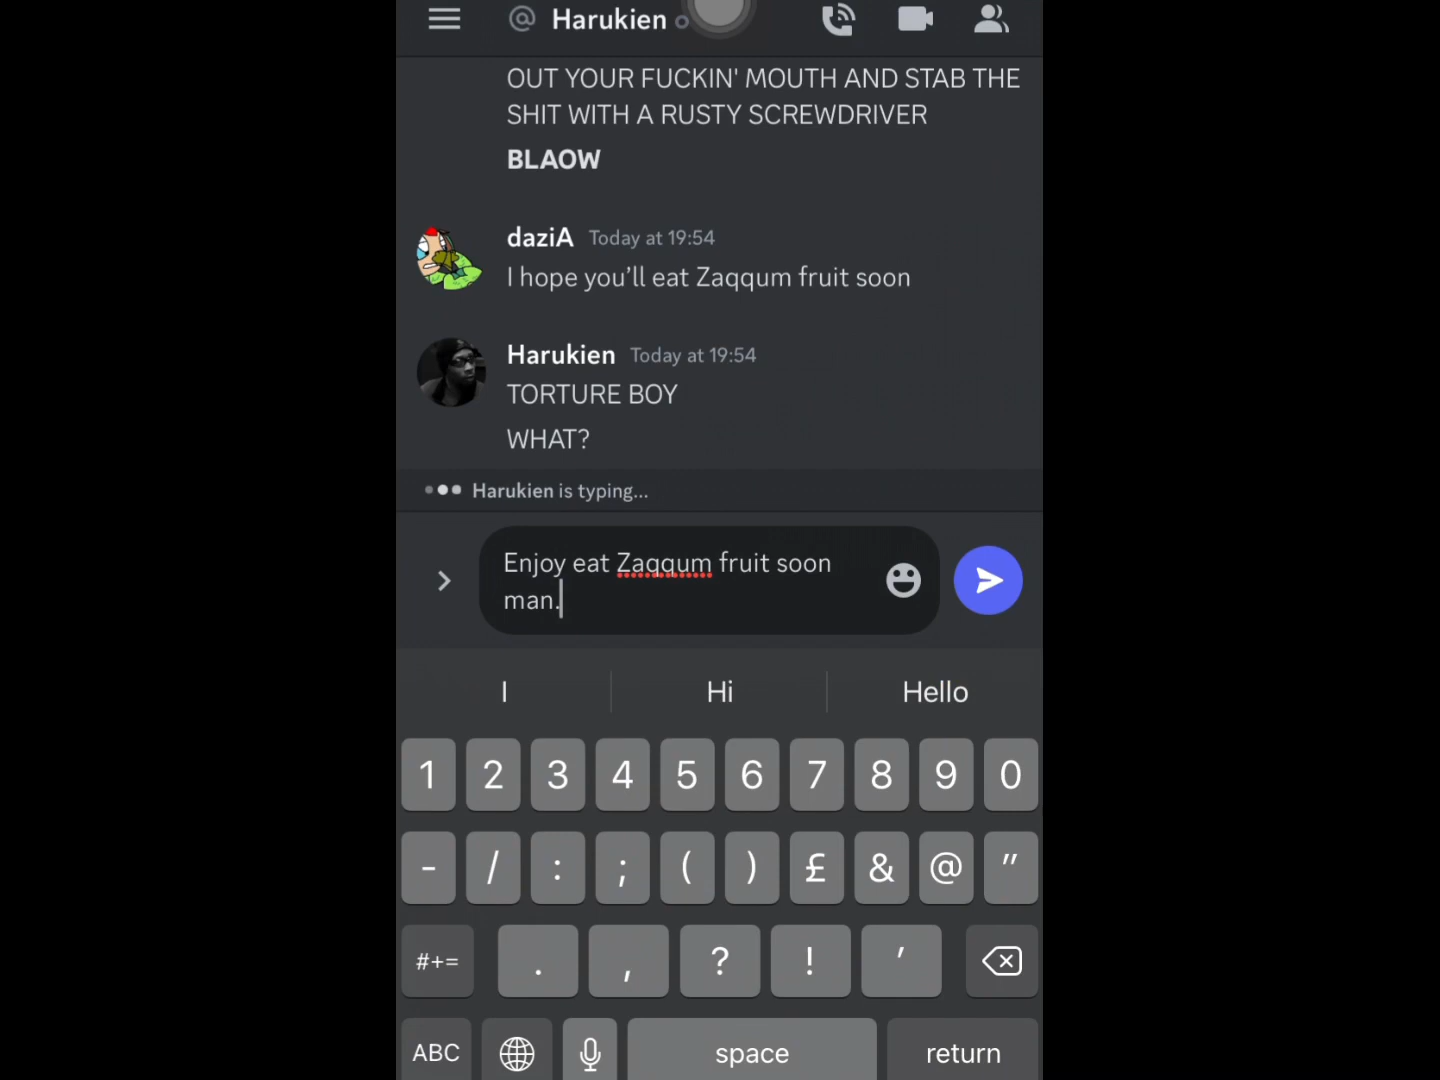 @ Harukien
OUT YOUR FUCKIN' MOUTH AND STAB THE
SHIT WITH A RUSTY SCREWDRIVER
BLAOW
daziA Today at 19:54
I hope you'll eat Zaqqum fruit soon
Harukien Today at 19:54
TORTURE BOY
WHAT?
Harukien is typing...
Enjoy eat Zaqqum fruit soon
man.
I Hi Hello
1 2 3 4 5 6 7 8 9 0
- / : ; ( ) £ & @ "
#+= . , ? ! '
ABC space return